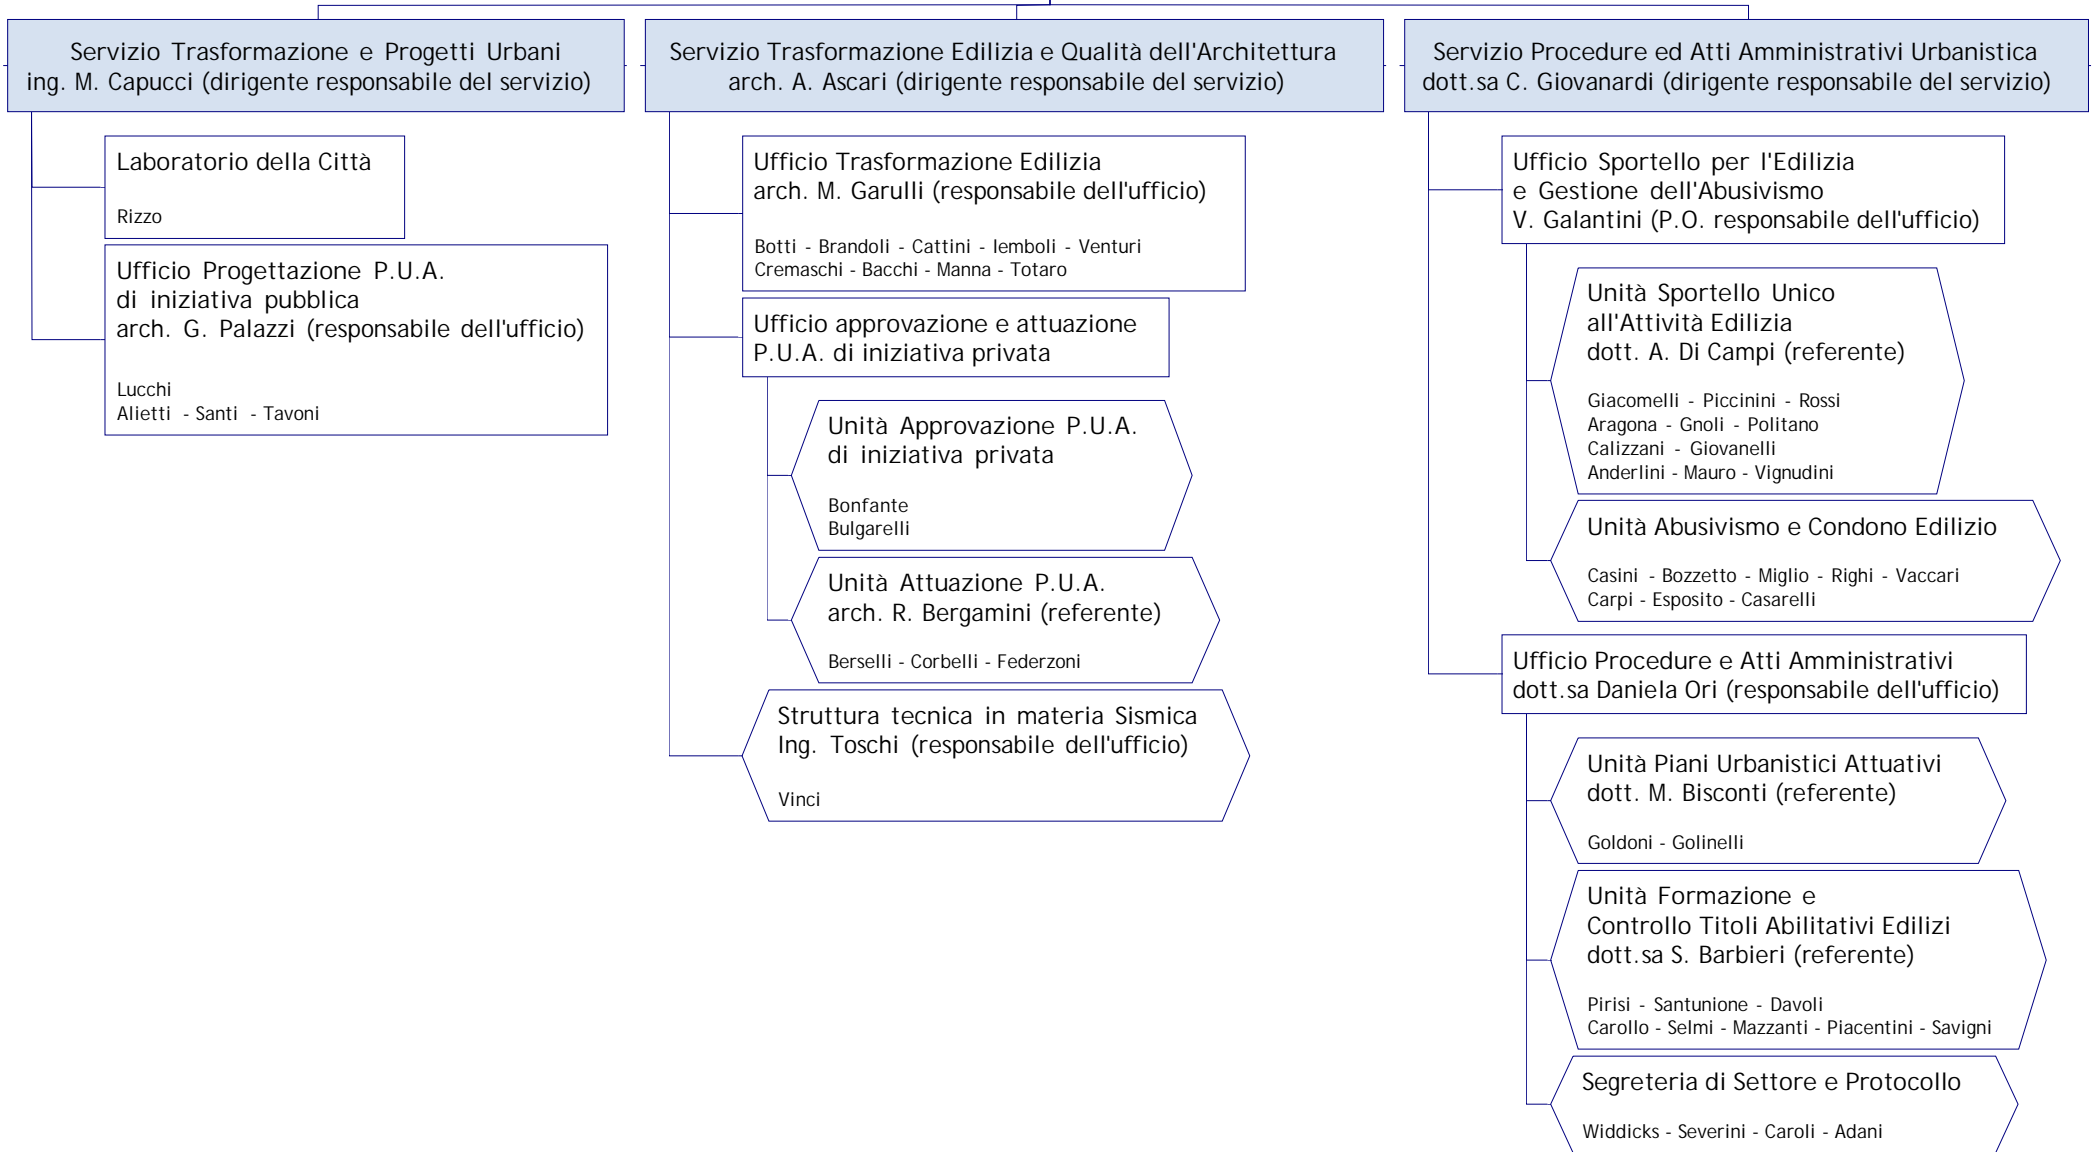 Servizio Trasformazione e Progetti Urbani
ing. M. Capucci (dirigente responsabile del servizio)
Laboratorio della Città
Rizzo
Ufficio Progettazione P.U.A.
di iniziativa pubblica
arch. G. Palazzi (responsabile dell'ufficio)
Lucchi
Alietti - Santi - Tavoni
Servizio Trasformazione Edilizia e Qualità dell'Architettura
arch. A. Ascari (dirigente responsabile del servizio)
Ufficio Trasformazione Edilizia
arch. M. Garulli (responsabile dell'ufficio)
Botti - Brandoli - Cattini - Iemboli - Venturi
Cremaschi - Bacchi - Manna - Totaro
Ufficio approvazione e attuazione
P.U.A. di iniziativa privata
Unità Approvazione P.U.A.
di iniziativa privata
Bonfante
Bulgarelli
Unità Attuazione P.U.A.
arch. R. Bergamini (referente)
Berselli - Corbelli - Federzoni
Struttura tecnica in materia Sismica
Ing. Toschi (responsabile dell'ufficio)
Vinci
Servizio Procedure ed Atti Amministrativi Urbanistica
dott.sa C. Giovanardi (dirigente responsabile del servizio)
Ufficio Sportello per l'Edilizia
e Gestione dell'Abusivismo
V. Galantini (P.O. responsabile dell'ufficio)
Unità Sportello Unico
all'Attività Edilizia
dott. A. Di Campi (referente)
Giacomelli - Piccinini - Rossi
Aragona - Gnoli - Politano
Calizzani - Giovanelli
Anderlini - Mauro - Vignudini
Unità Abusivismo e Condono Edilizio
Casini - Bozzetto - Miglio - Righi - Vaccari
Carpi - Esposito - Casarelli
Ufficio Procedure e Atti Amministrativi
dott.sa Daniela Ori (responsabile dell'ufficio)
Unità Piani Urbanistici Attuativi
dott. M. Bisconti (referente)
Goldoni - Golinelli
Unità Formazione e
Controllo Titoli Abilitativi Edilizi
dott.sa S. Barbieri (referente)
Pirisi - Santunione - Davoli
Carollo - Selmi - Mazzanti - Piacentini - Savigni
Segreteria di Settore e Protocollo
Widdicks - Severini - Caroli - Adani